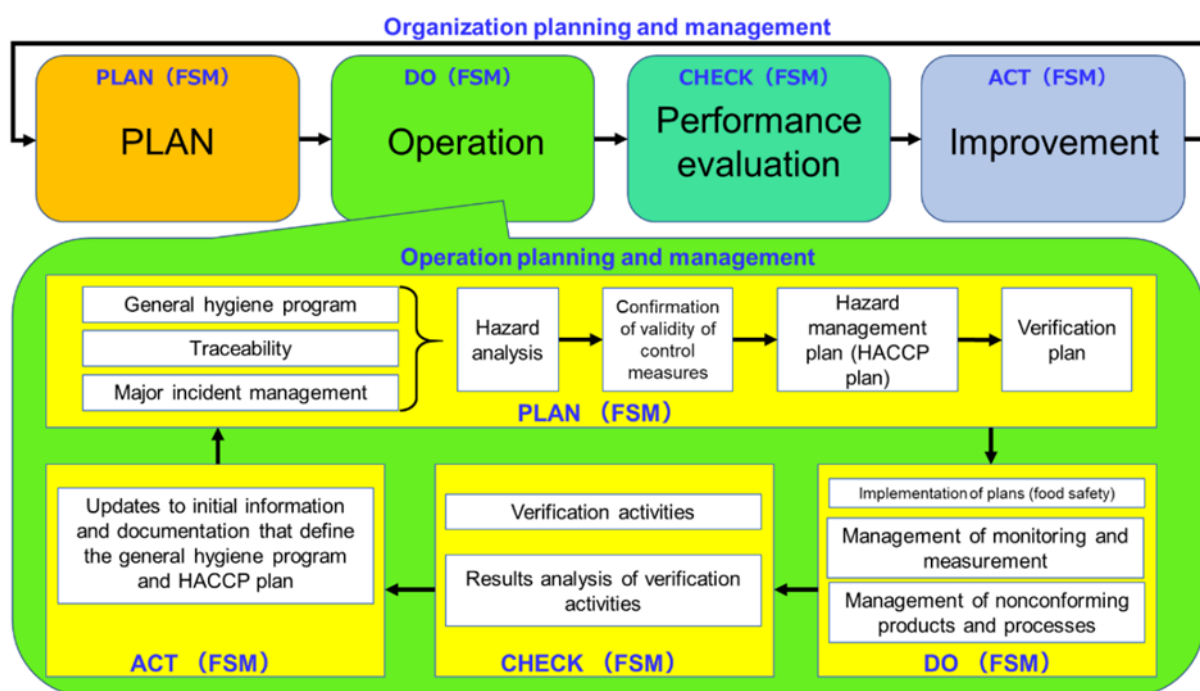 Organization planning and management
PLAN（FSM）
PLAN
DO（FSM）
Operation
CHECK（FSM）
Performance
evaluation
ACT（FSM）
Improvement
Operation planning and management
General hygiene program
Traceability
Major incident management
Hazard
analysis
Confirmation
of validity of
control
measures
Hazard
management
plan (HACCP
plan)
Verification
plan
PLAN （FSM）
Updates to initial information
and documentation that define
the general hygiene program
and HACCP plan
ACT （FSM）
Verification activities
Results analysis of verification
activities
CHECK （FSM）
Implementation of plans (food safety)
Management of monitoring and
measurement
Management of nonconforming
products and processes
DO （FSM）